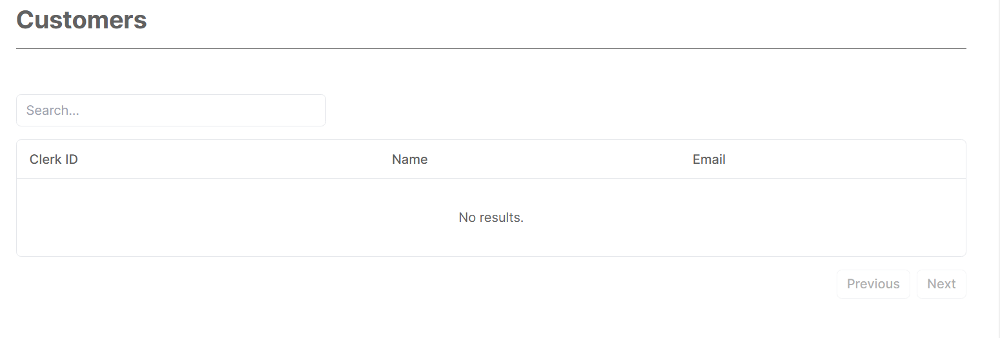 Customers
Search...
Clerk ID Name Email
No results.
Previous Next